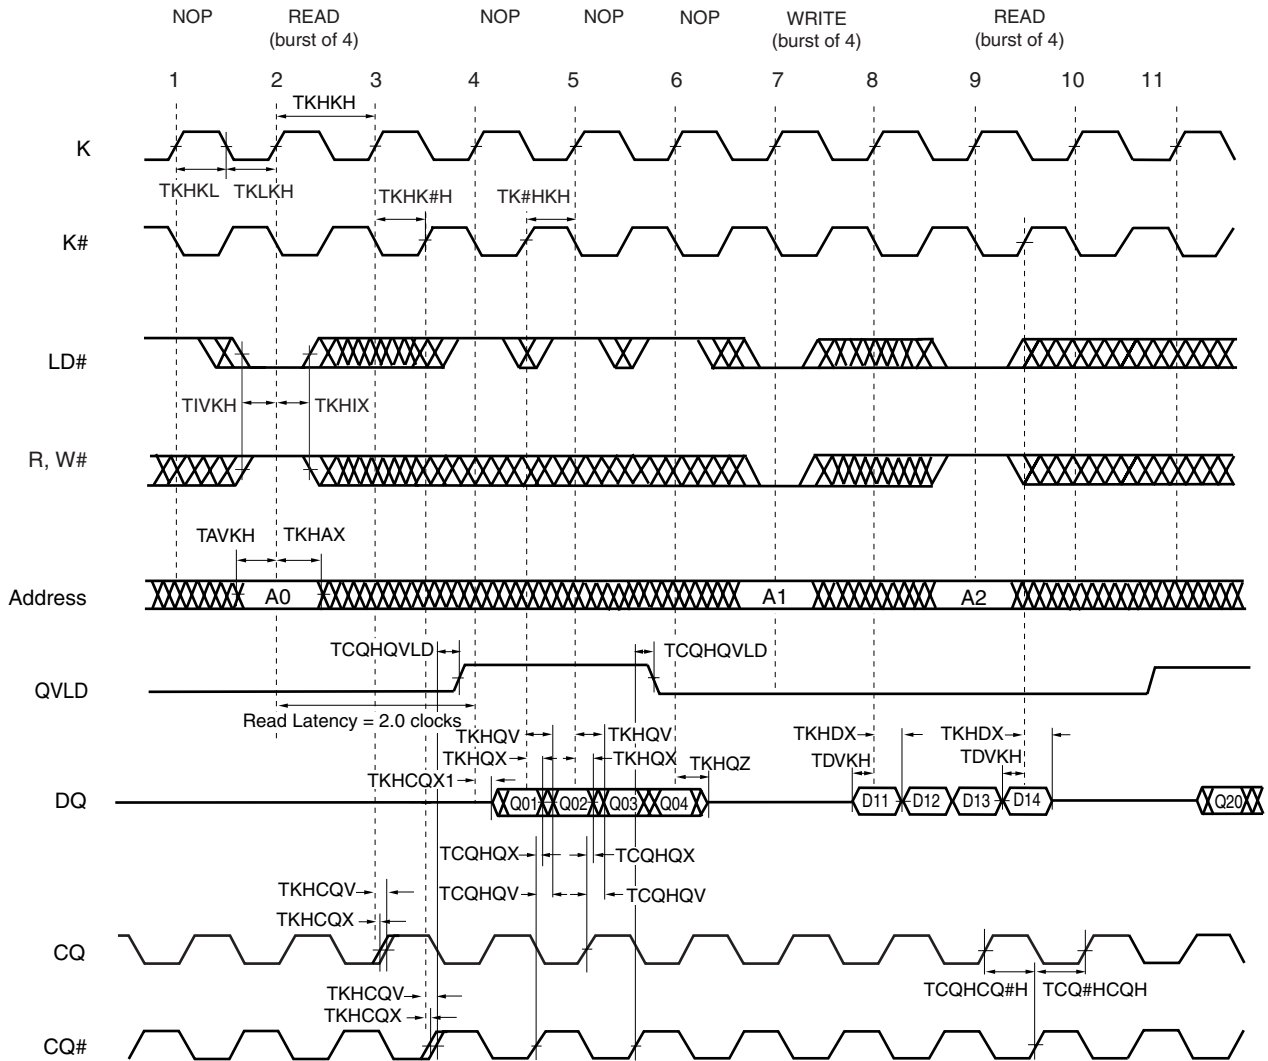 NOP READ NOP NOP NOP WRITE READ
(burst of 4) (burst of 4) (burst of 4)
1 2 3 4 5 6 7 8 9 10 11
TKHKH
K
TKHKL TKLKH TKHK#H TK#HKH
K#
LD#
TIVKH TKHIX
R, W#
TAVKH TKHAX
Address A0 A1 A2
TCQHQVLD TCQHQVLD
QVLD
Read Latency = 2.0 clocks
TKHQV TKHQV TKHDX TKHDX
TKHQX TKHQX TKHQZ TDVKH TDVKH
TKHCQX1
DQ Q01 Q02 Q03 Q04 D11 D12 D13 D14 Q20
TCQHQX TCQHQX
TKHCQV TCQHQV TCQHQV
TKHCQX
CQ
TKHCQV TCQHCQ#H TCQ#HCQH
TKHCQX
CQ#